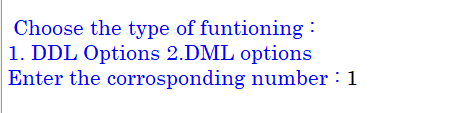 Choose the type of funtioning :
1. DDL Options 2.DML options
Enter the corrosponding number : 1